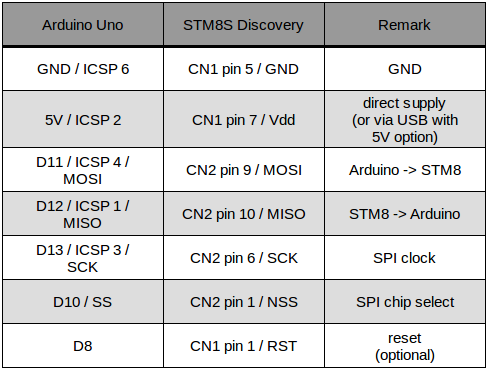 Arduino Uno STM8S Discovery Remark
GND / ICSP 6 CN1 pin 5 / GND GND
5V / ICSP 2 CN1 pin 7 / Vdd direct supply
(or via USB with
5V option)
D11 / ICSP 4 /
MOSI CN2 pin 9 / MOSI Arduino -> STM8
D12 / ICSP 1 /
MISO CN2 pin 10 / MISO STM8 -> Arduino
D13 / ICSP 3 /
SCK CN2 pin 6 / SCK SPI clock
D10 / SS CN2 pin 1 / NSS SPI chip select
D8 CN1 pin 1 / RST reset
(optional)